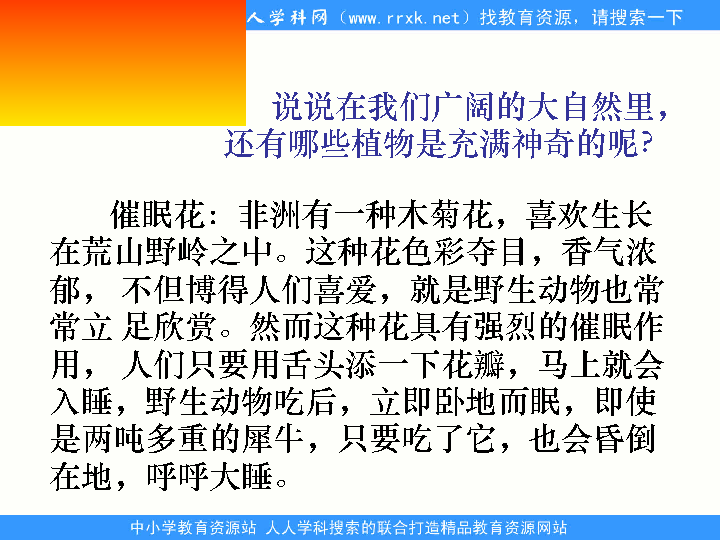 人学科网（www.rrxk.net）找教育资源，请搜索一下
说说在我们广阔的大自然里，
还有哪些植物是充满神奇的呢?
催眠花：非洲有一种木菊花，喜欢生长
在荒山野岭之中。这种花色彩夺目，香气浓
郁， 不但博得人们喜爱，就是野生动物也常
常立 足欣赏。然而这种花具有强烈的催眠作
用， 人们只要用舌头添一下花瓣，马上就会
入睡，野生动物吃后，立即卧地而眠，即使
是两吨多重的犀牛，只要吃了它，也会昏倒
在地，呼呼大睡。
中小学教育资源站 人人学科搜索的联合打造精品教育资源网站